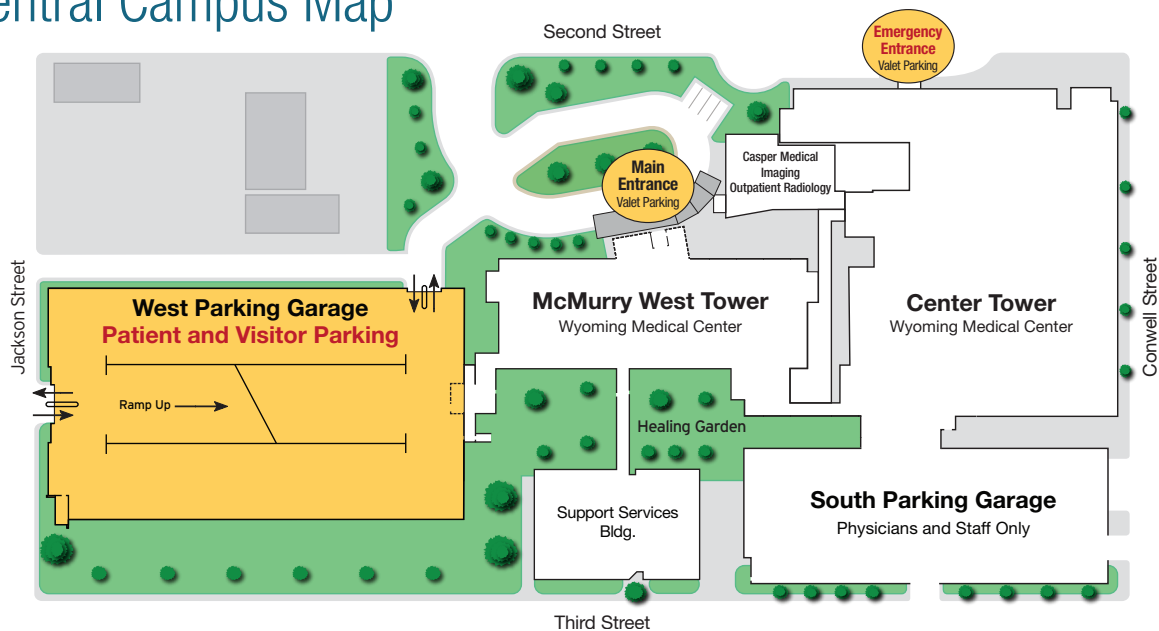 entral Campus Map
Second Street
Emergency
Entrance
Valet Parking
Main
Entrance
Valet Parking
Casper Medical
Imaging
Outpatient Radiology
Jackson Street
West Parking Garage
Patient and Visitor Parking
Ramp Up
McMurry West Tower
Wyoming Medical Center
Center Tower
Wyoming Medical Center
Conwell Street
Healing Garden
Support Services
Bldg.
South Parking Garage
Physicians and Staff Only
Third Street